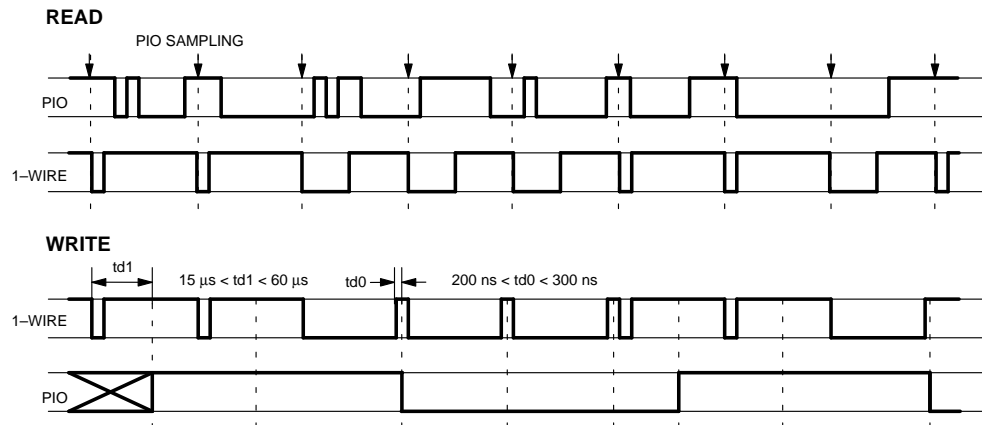 READ
PIO SAMPLING
PIO
1–WIRE
WRITE
td1
15 µs < td1 < 60 µs
td0
200 ns < td0 < 300 ns
1–WIRE
PIO